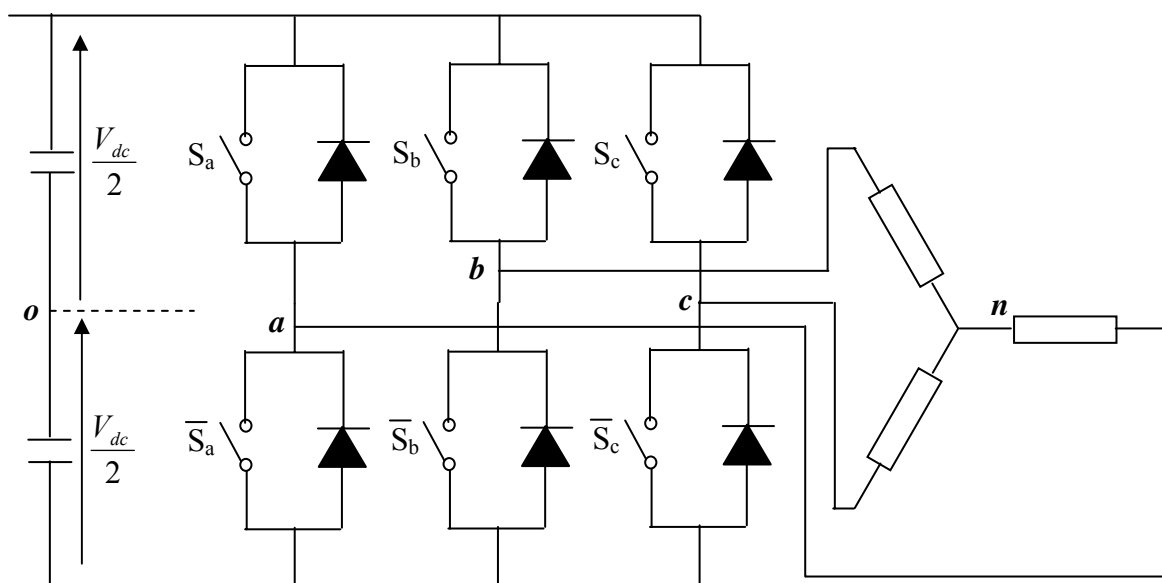 V_dc/2
S_a
S_b
S_c
b
n
c
o
a
S̅_a
S̅_b
S̅_c
V_dc/2